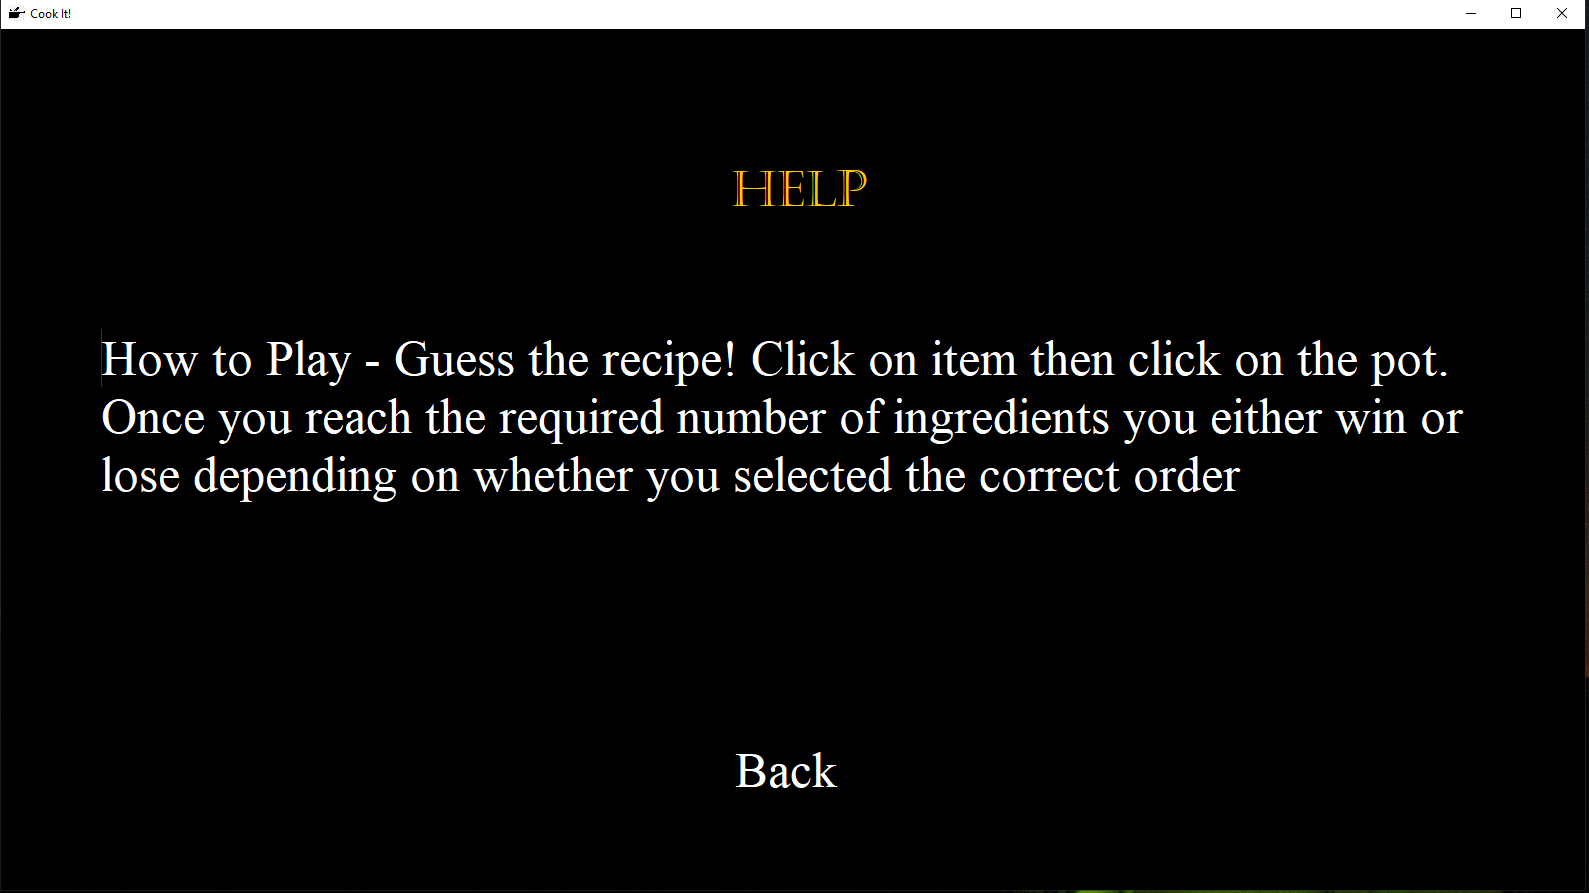 Cook It!
HELP
How to Play - Guess the recipe! Click on item then click on the pot.
Once you reach the required number of ingredients you either win or
lose depending on whether you selected the correct order
Back